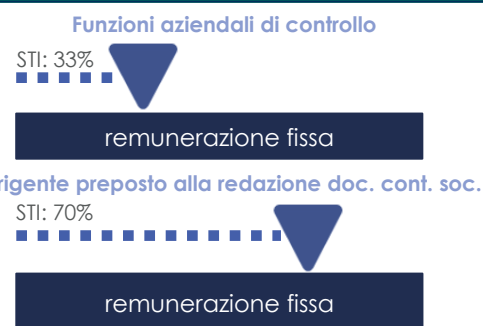 Funzioni aziendali di controllo
STI: 33%
remunerazione fissa
rigente preposto alla redazione doc. cont. soc.
STI: 70%
remunerazione fissa